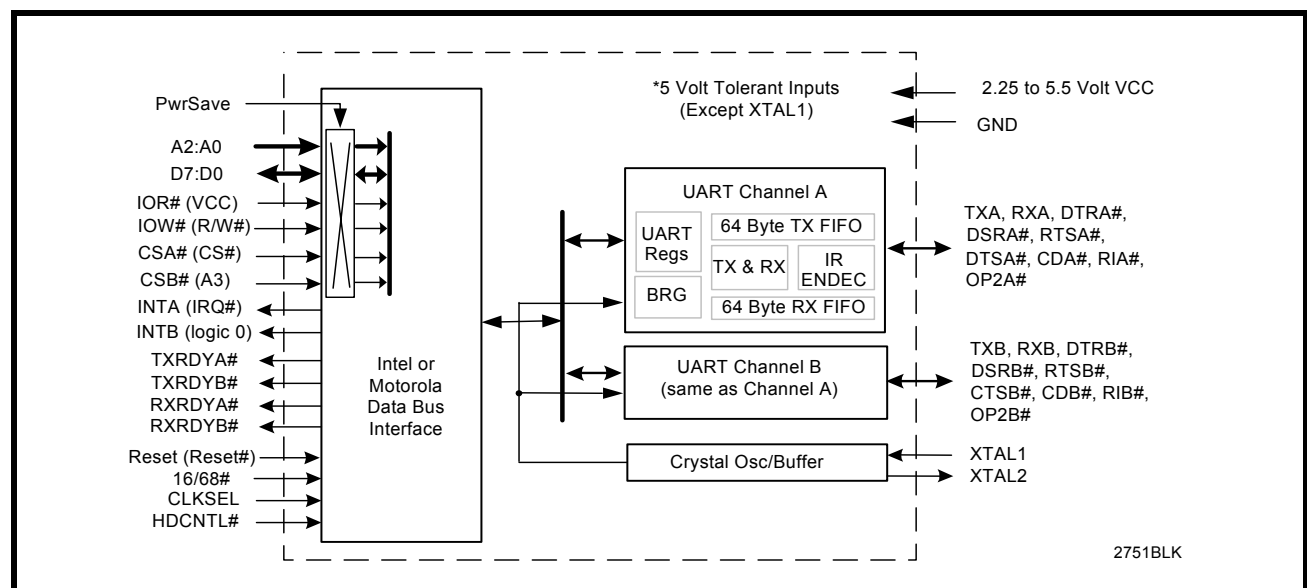 *5 Volt Tolerant Inputs
(Except XTAL1)
2.25 to 5.5 Volt VCC
GND
PwrSave
A2:A0
D7:D0
IOR# (VCC)
IOW# (R/W#)
CSA# (CS#)
CSB# (A3)
INTA (IRQ#)
INTB (logic 0)
TXRDYA#
TXRDYB#
RXRDYA#
RXRDYB#
Reset (Reset#)
16/68#
CLKSEL
HDCNTL#
Intel or
Motorola
Data Bus
Interface
UART Channel A
UART
Regs
BRG
64 Byte TX FIFO
TX & RX
IR
ENDEC
64 Byte RX FIFO
UART Channel B
(same as Channel A)
Crystal Osc/Buffer
TXA, RXA, DTRA#,
DSRA#, RTSA#,
DTSA#, CDA#, RIA#,
OP2A#
TXB, RXB, DTRB#,
DSRB#, RTSB#,
CTSB#, CDB#, RIB#,
OP2B#
XTAL1
XTAL2
2751BLK